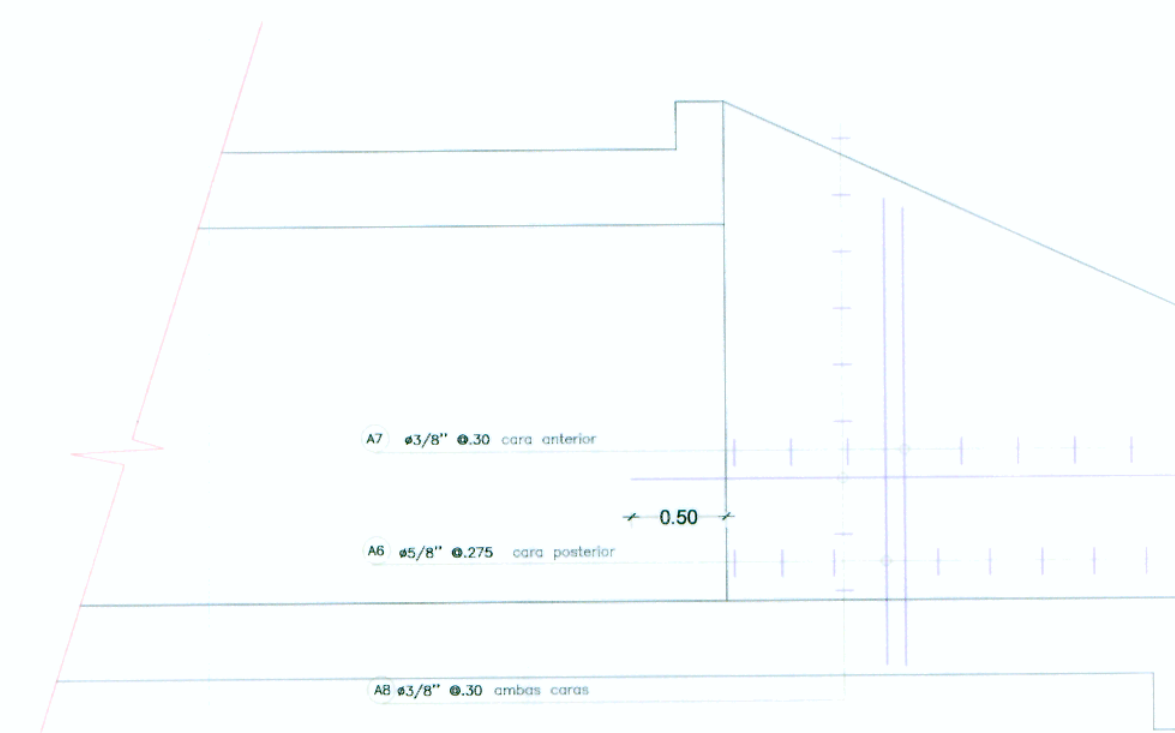 A7 ø3/8" @.30 cara anterior
0.50
A6 ø5/8" @.275 cara posterior
A8 ø3/8" @.30 ambas caras